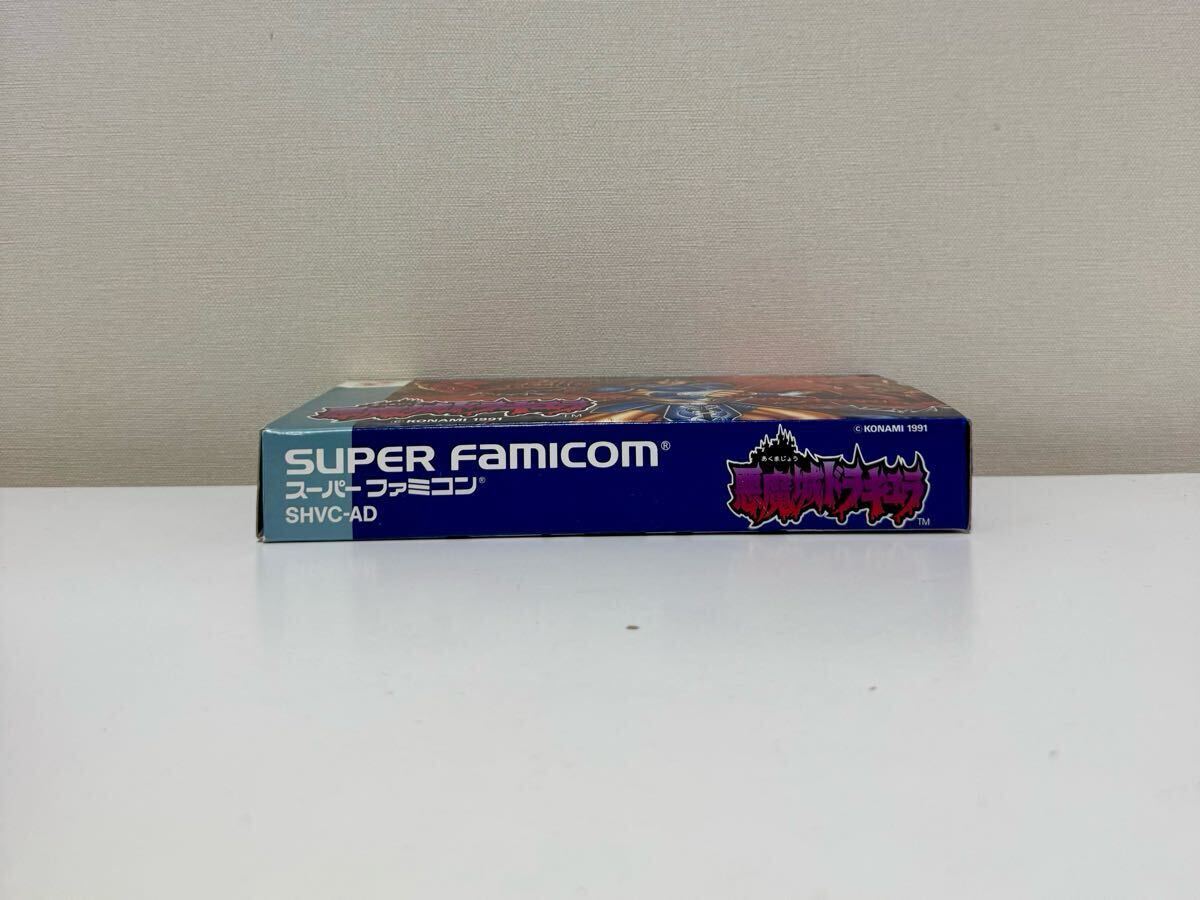 © KONAMI 1991
SUPER FAMICOM®
スーパーファミコン®
SHVC-AD
© KONAMI 1991
あくまじょう
悪魔城ドラキュラ
TM